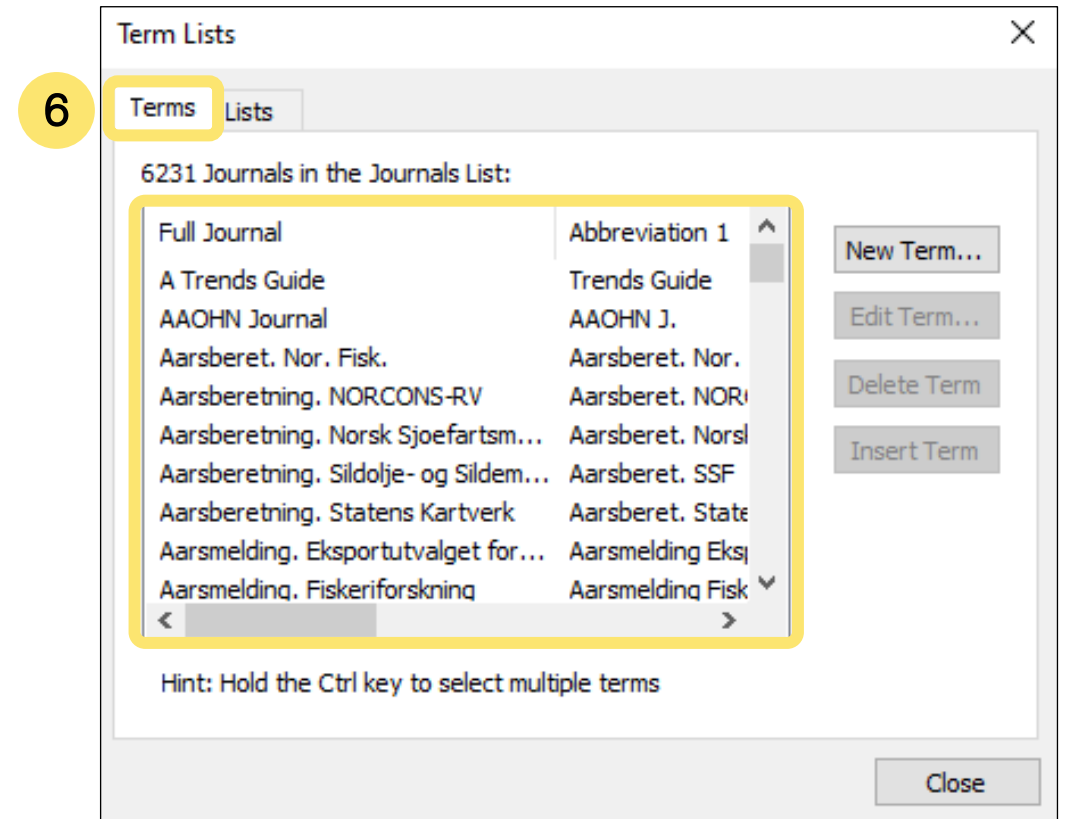 Term Lists
6
Terms
Lists
6231 Journals in the Journals List:
Full Journal Abbreviation 1
A Trends Guide Trends Guide
AAOHN Journal AAOHN J.
Aarsberet. Nor. Fisk. Aarsberet. Nor.
Aarsberetning. NORCONS-RV Aarsberet. NOR
Aarsberetning. Norsk Sjoefartsm... Aarsberet. Nors
Aarsberetning. Sildolje- og Sildem... Aarsberet. SSF
Aarsberetning. Statens Kartverk Aarsberet. State
Aarsmelding. Eksportutvalget for... Aarsmelding Eksp
Aarsmelding. Fiskeriforskning Aarsmelding Fisk
New Term...
Edit Term...
Delete Term
Insert Term
Hint: Hold the Ctrl key to select multiple terms
Close